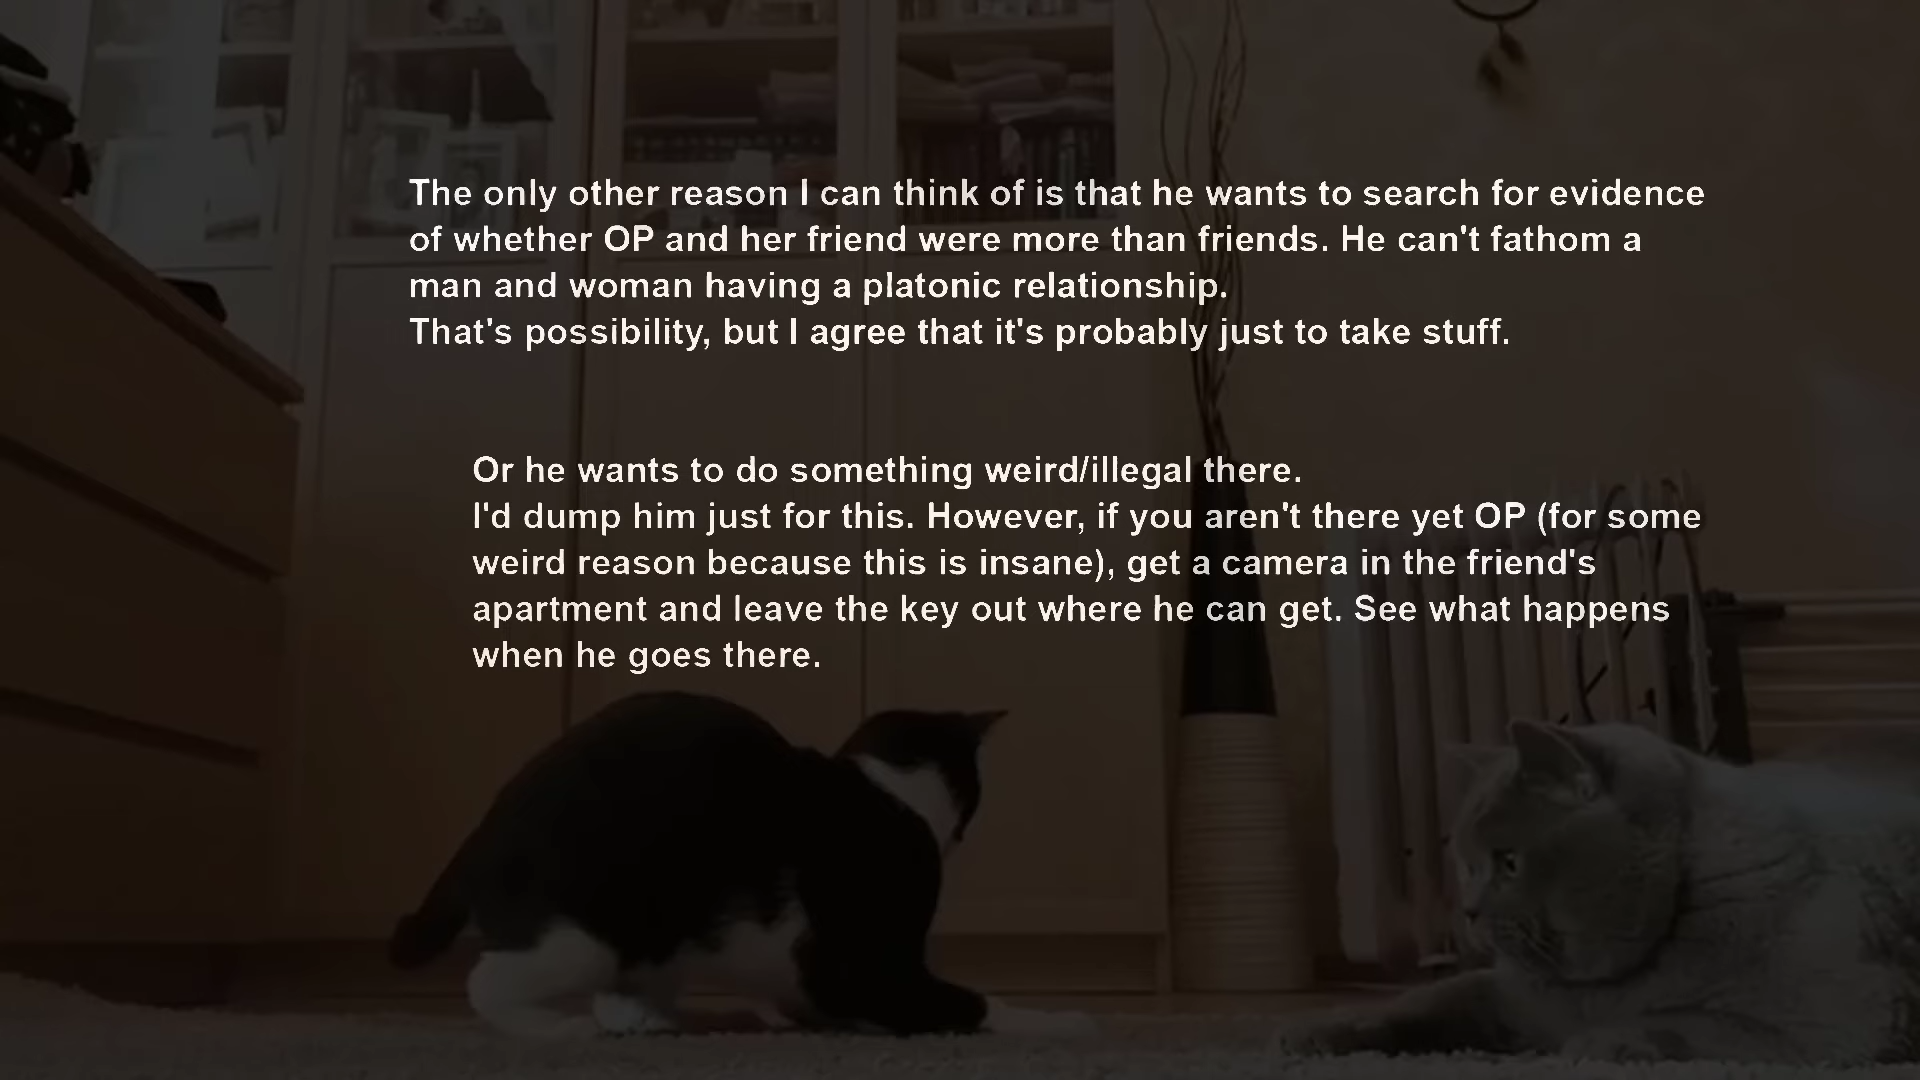 The only other reason I can think of is that he wants to search for evidence
of whether OP and her friend were more than friends. He can't fathom a
man and woman having a platonic relationship.
That's possibility, but I agree that it's probably just to take stuff.
Or he wants to do something weird/illegal there.
I'd dump him just for this. However, if you aren't there yet OP (for some
weird reason because this is insane), get a camera in the friend's
apartment and leave the key out where he can get. See what happens
when he goes there.